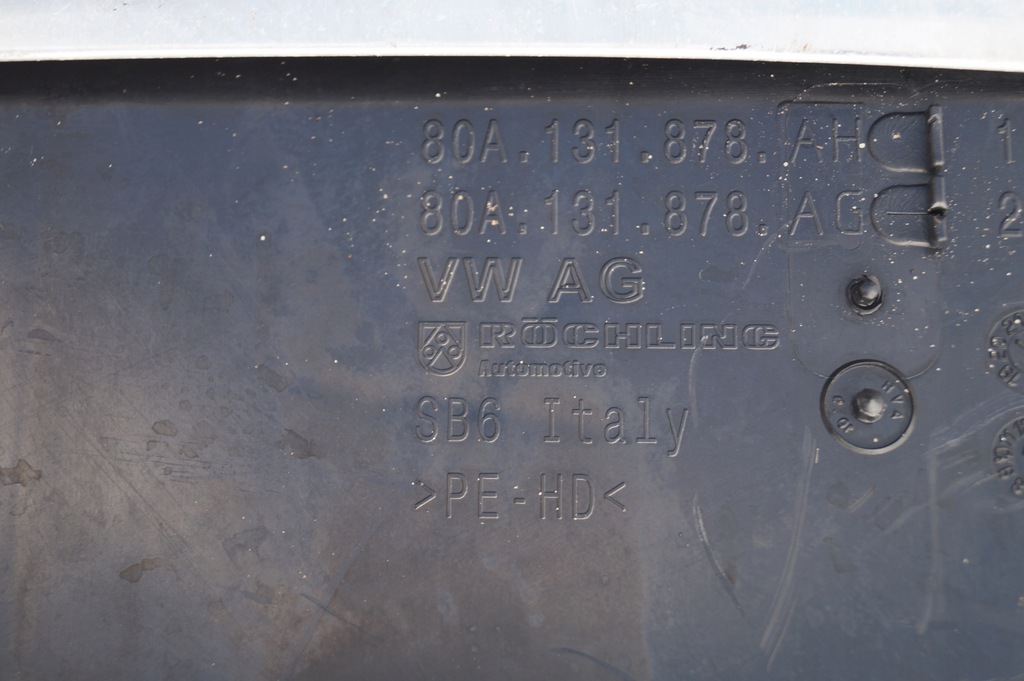 80A.131.878.AH 1
80A.131.878.AG 2
VW AG
RÖCHLING
Automotive
SB6 Italy
>PE-HD<